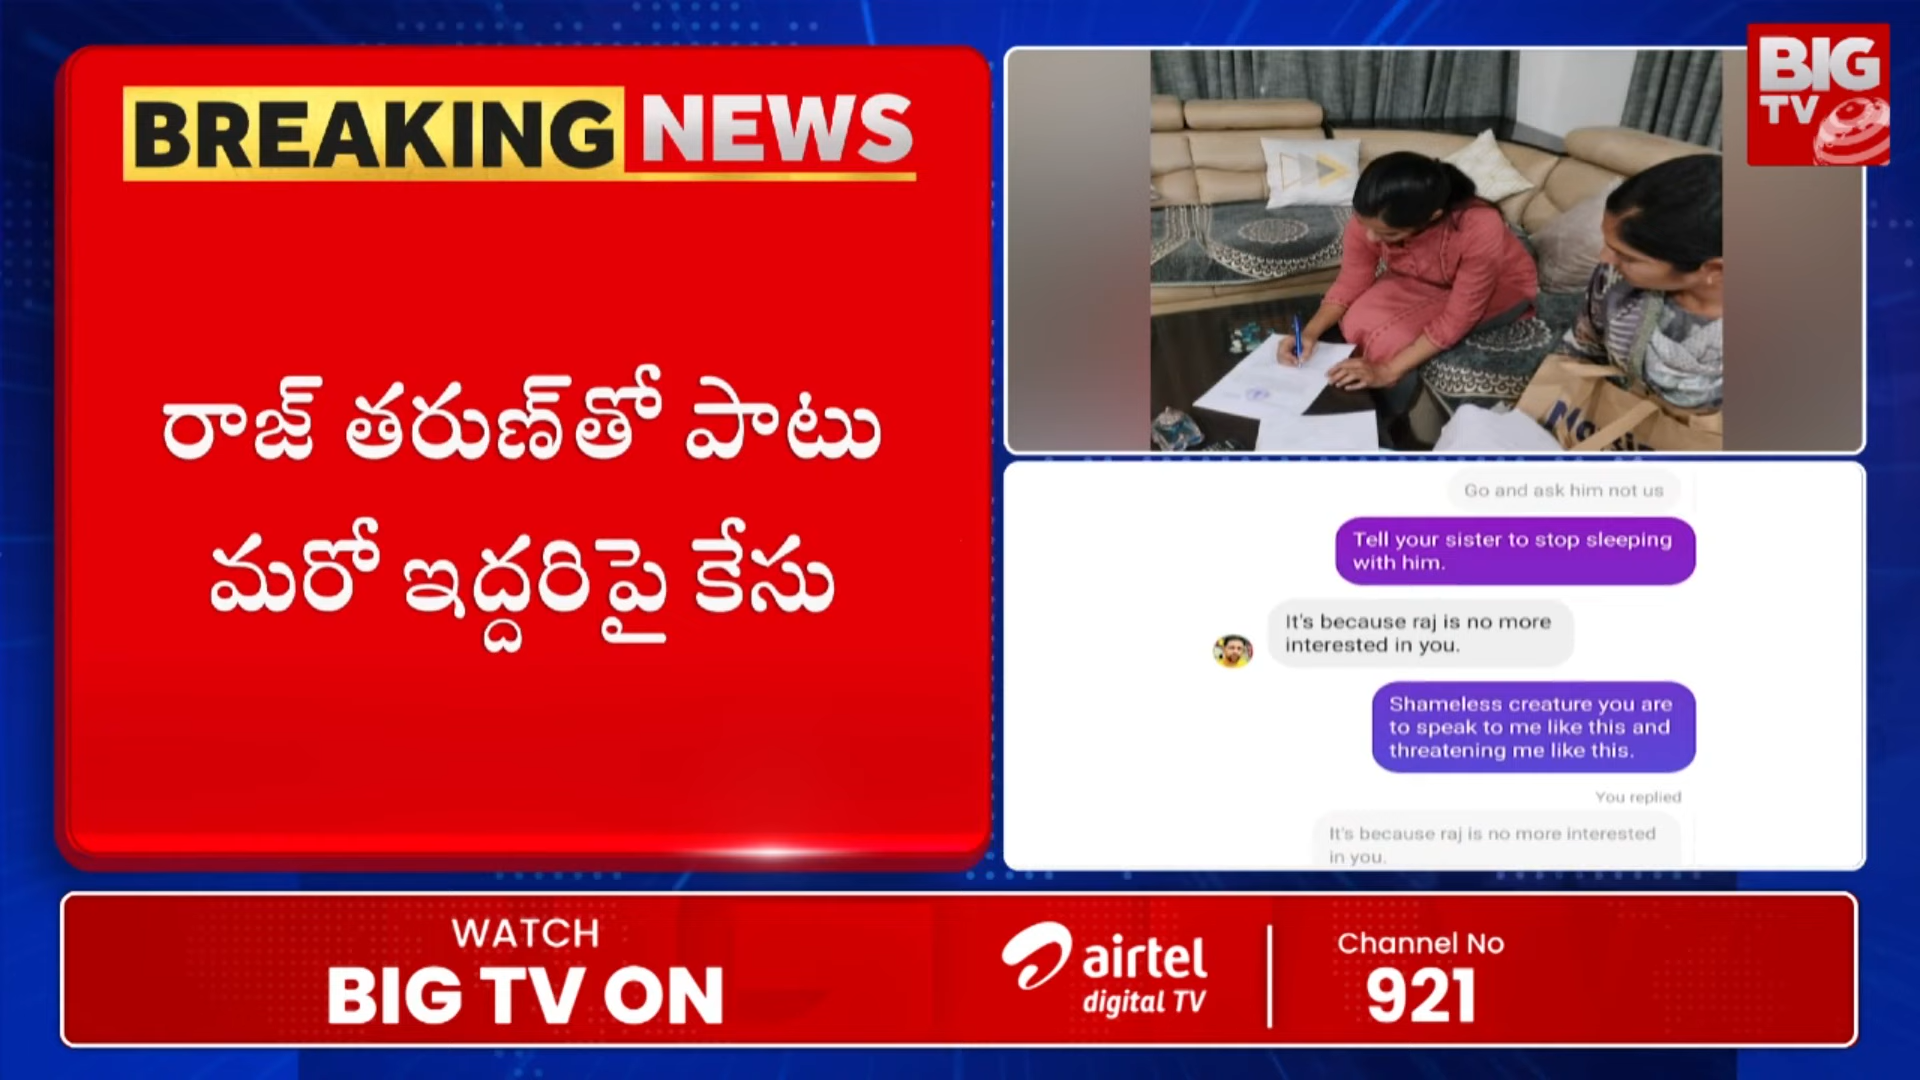 BREAKING NEWS
రాజ్ తరుణ్‌తో పాటు
మరో ఇద్దరిపై కేసు
BIG
TV
Go and ask him not us
Tell your sister to stop sleeping
with him.
It's because raj is no more
interested in you.
Shameless creature you are
to speak to me like this and
threatening me like this.
You replied
It's because raj is no more interested
in you.
WATCH
BIG TV ON
airtel
digital TV
Channel No
921